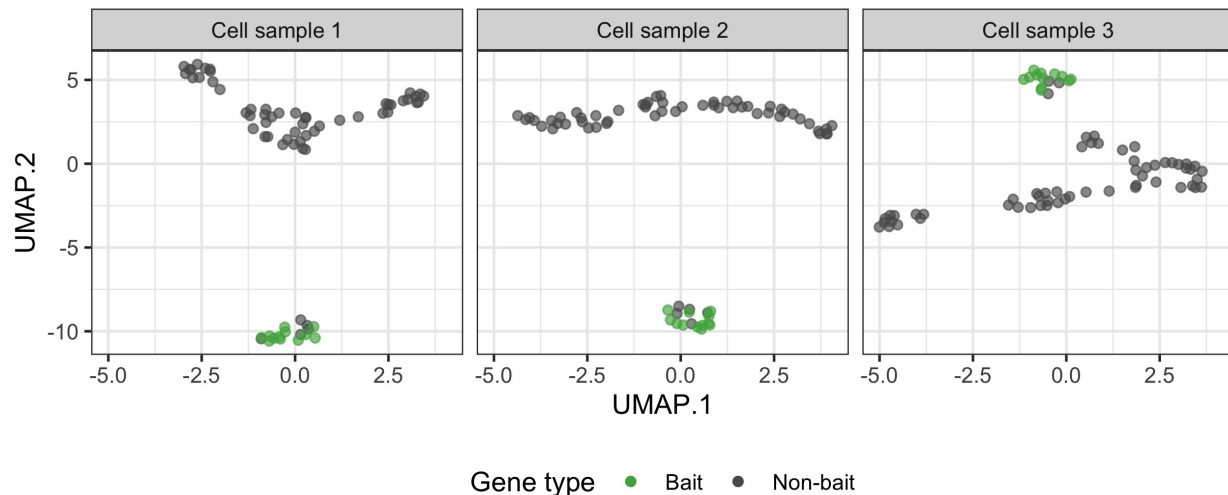 Cell sample 1
Cell sample 2
Cell sample 3
5
0
-5
-10
UMAP.2
-5.0 -2.5 0.0 2.5
-5.0 -2.5 0.0 2.5
-5.0 -2.5 0.0 2.5
UMAP.1
Gene type Bait Non-bait